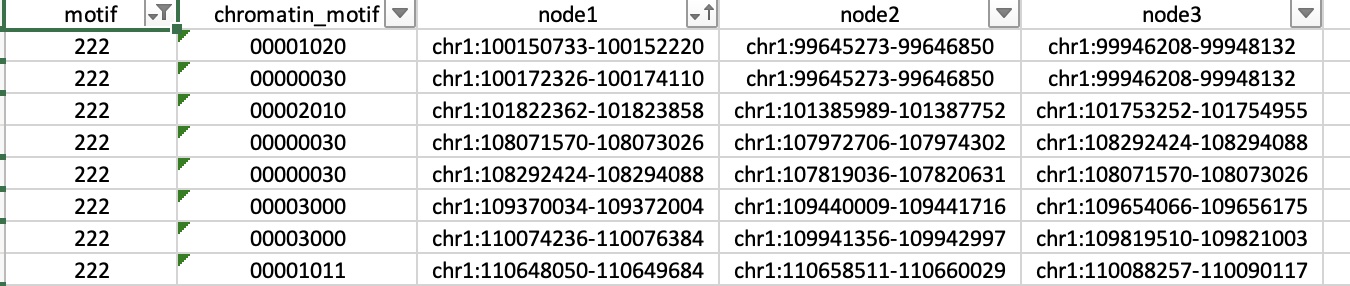 motif chromatin_motif node1 node2 node3
222 00001020 chr1:100150733-100152220 chr1:99645273-99646850 chr1:99946208-99948132
222 00000030 chr1:100172326-100174110 chr1:99645273-99646850 chr1:99946208-99948132
222 00002010 chr1:101822362-101823858 chr1:101385989-101387752 chr1:101753252-101754955
222 00000030 chr1:108071570-108073026 chr1:107972706-107974302 chr1:108292424-108294088
222 00000030 chr1:108292424-108294088 chr1:107819036-107820631 chr1:108071570-108073026
222 00003000 chr1:109370034-109372004 chr1:109440009-109441716 chr1:109654066-109656175
222 00003000 chr1:110074236-110076384 chr1:109941356-109942997 chr1:109819510-109821003
222 00001011 chr1:110648050-110649684 chr1:110658511-110660029 chr1:110088257-110090117